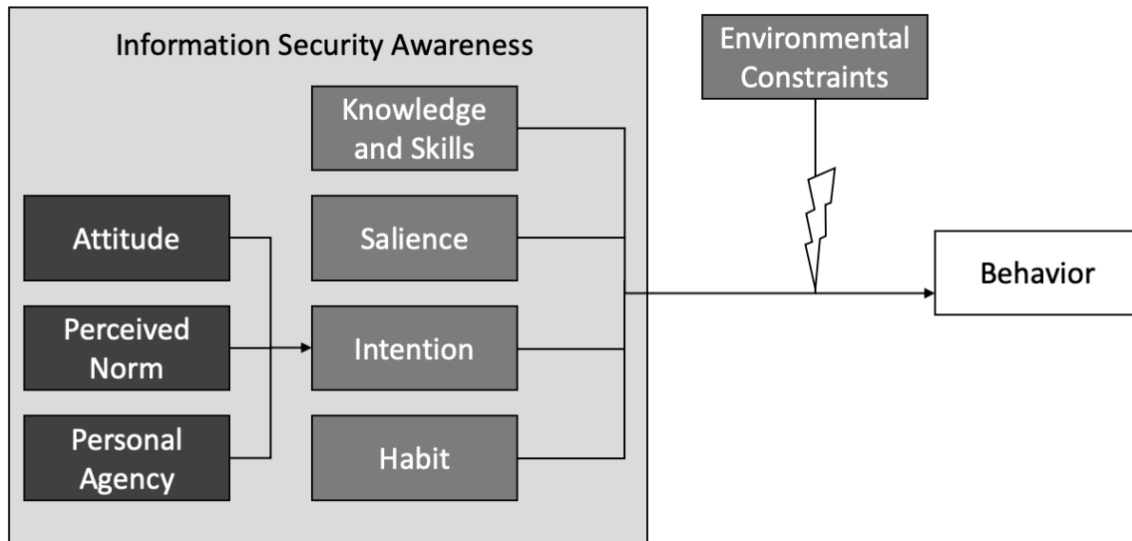 Information Security Awareness
Environmental
Constraints
Knowledge
and Skills
Attitude
Salience
Behavior
Perceived
Norm
Intention
Personal
Agency
Habit